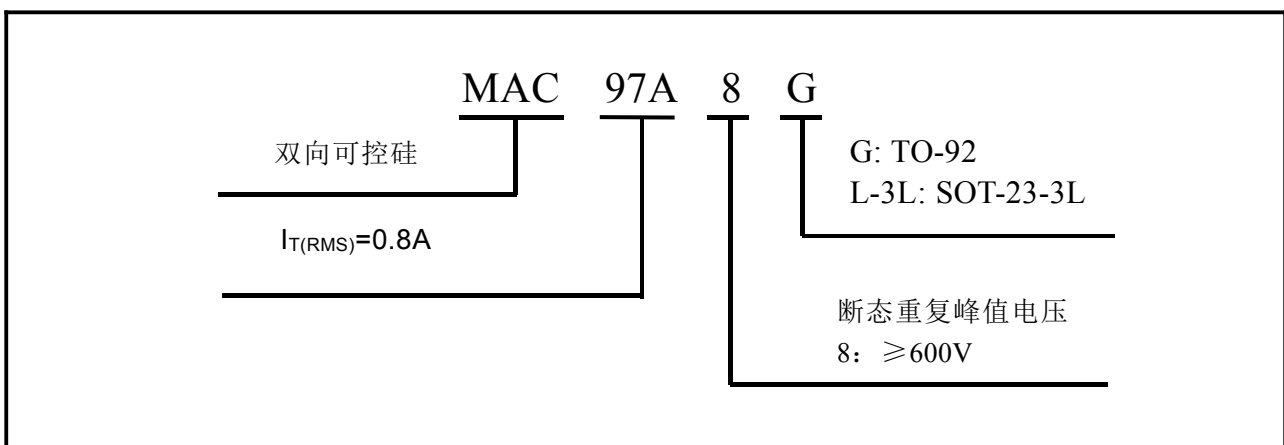 MAC 97A 8 G
双向可控硅
G: TO-92
L-3L: SOT-23-3L
I_T(RMS)=0.8A
断态重复峰值电压
8：≥600V